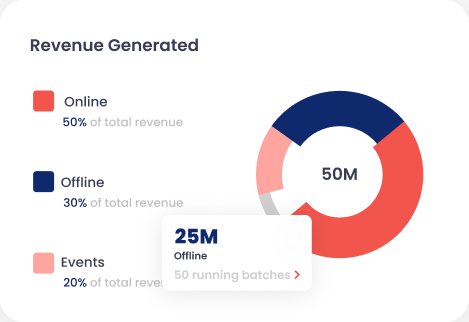 Revenue Generated
Online
50% of total revenue
Offline
30% of total revenue
50M
25M
Offline
50 running batches
Events
20% of total